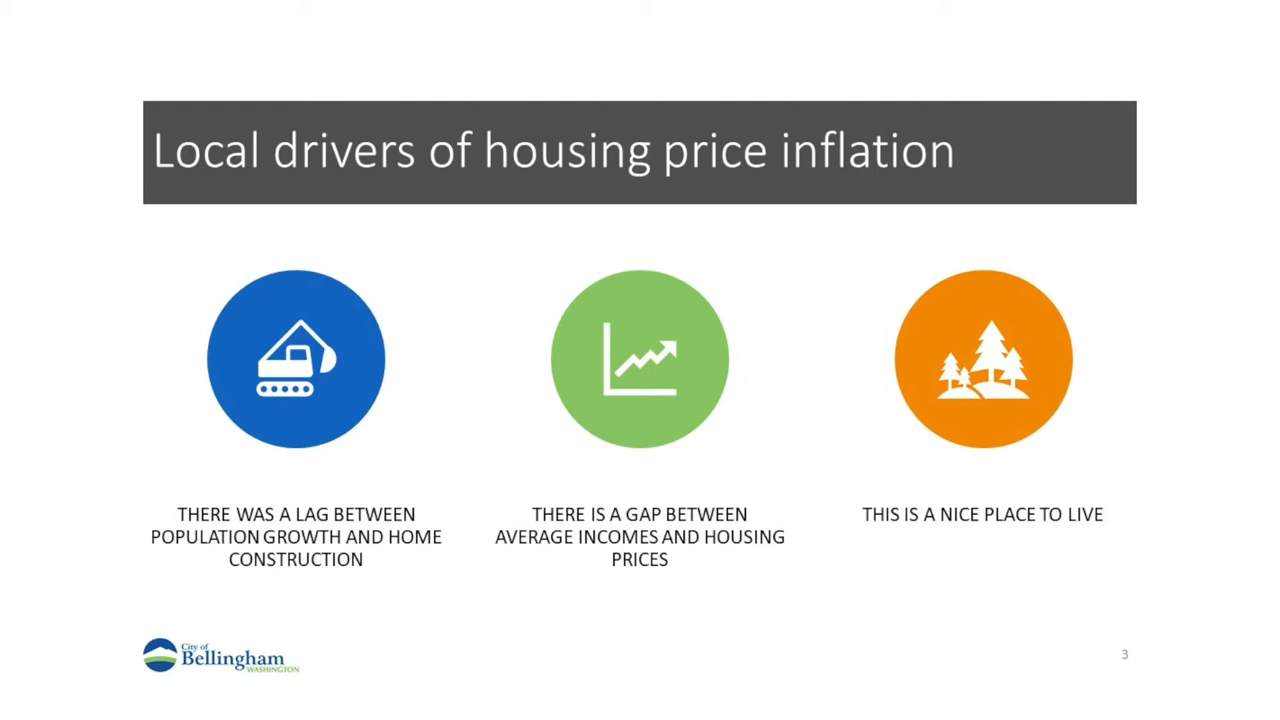 Local drivers of housing price inflation
THERE WAS A LAG BETWEEN
POPULATION GROWTH AND HOME
CONSTRUCTION
THERE IS A GAP BETWEEN
AVERAGE INCOMES AND HOUSING
PRICES
THIS IS A NICE PLACE TO LIVE
City of
Bellingham
WASHINGTON
3